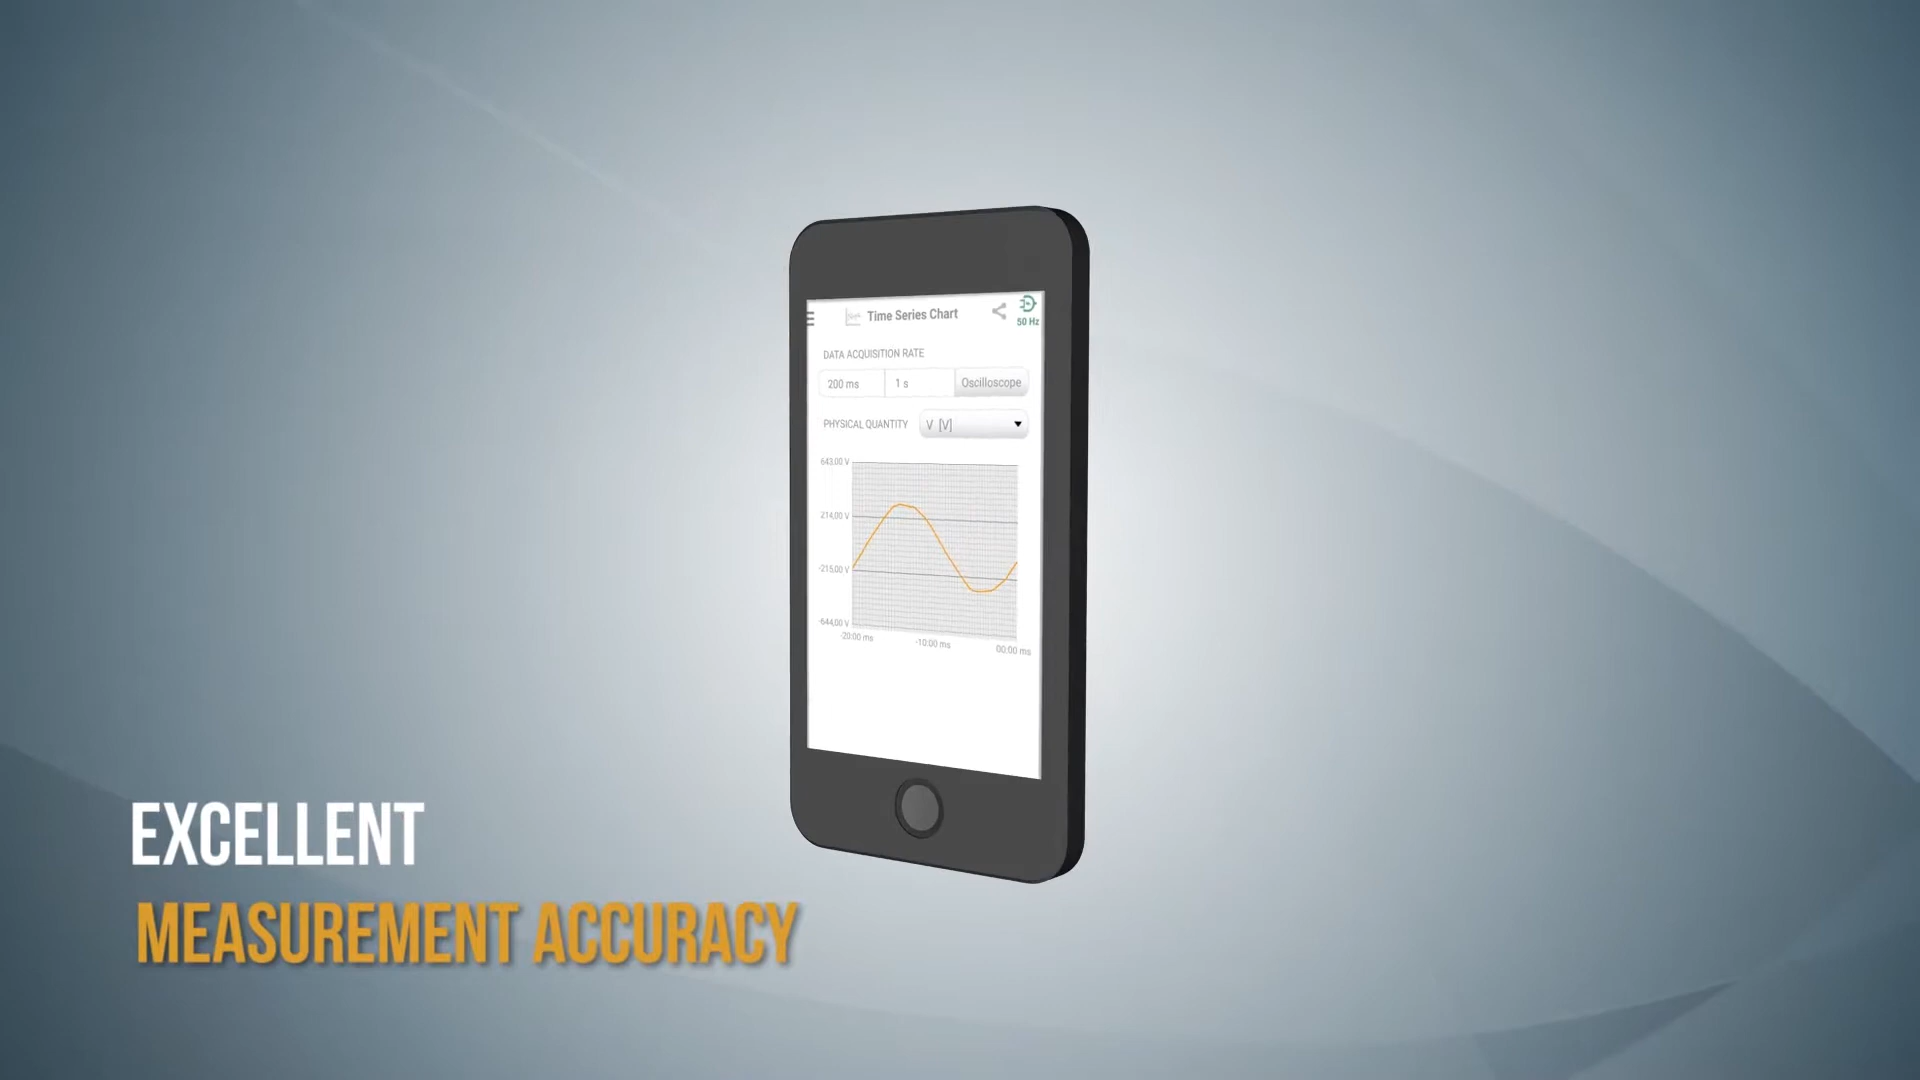 Time Series Chart
50 Hz
DATA ACQUISITION RATE
200 ms
1 s
Oscilloscope
PHYSICAL QUANTITY
V [V]
643,00 V
214,00 V
-215,00 V
-644,00 V
-20:00 ms
-10:00 ms
00:00 ms
EXCELLENT
MEASUREMENT ACCURACY